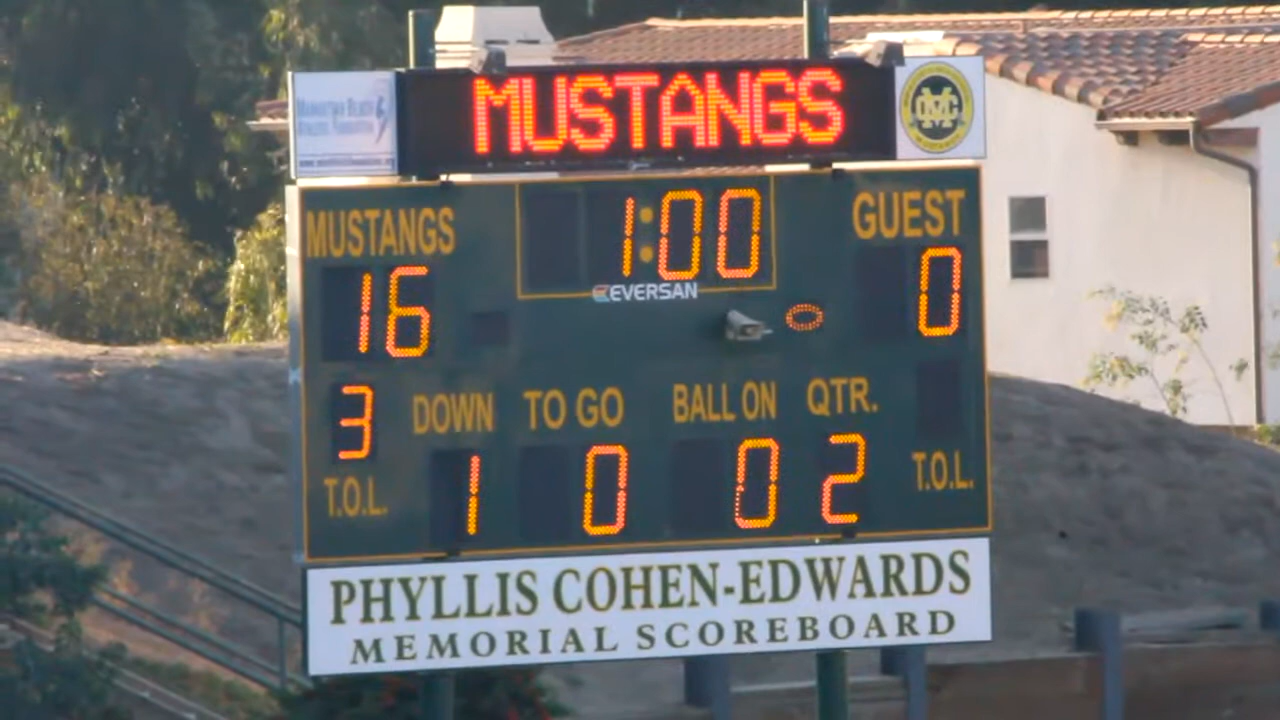 MUSTANGS
MC
MUSTANGS
1:00
GUEST
16
EVERSAN
0
3
DOWN
TO GO
BALL ON
QTR.
T.O.L.
1
0
0
2
T.O.L.
PHYLLIS COHEN-EDWARDS
MEMORIAL SCOREBOARD